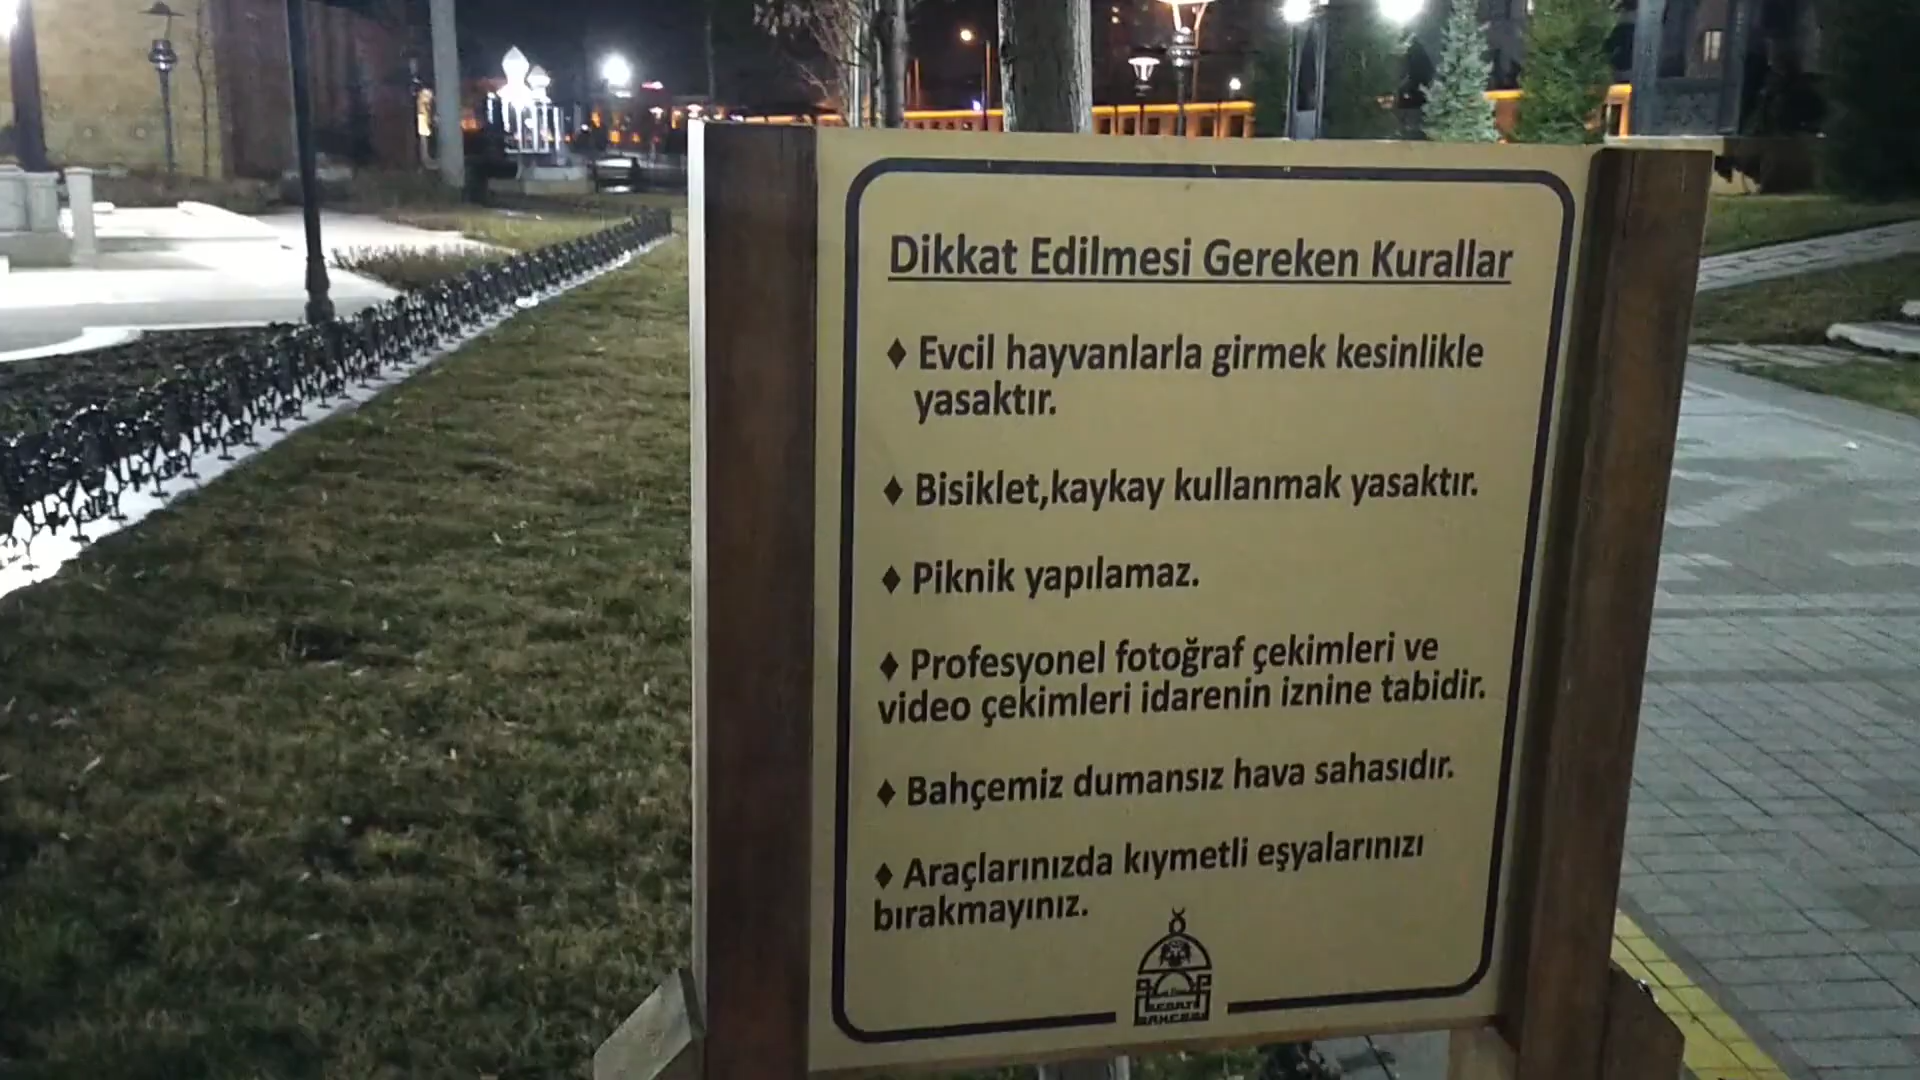 Dikkat Edilmesi Gereken Kurallar
♦ Evcil hayvanlarla girmek kesinlikle
yasaktır.
♦ Bisiklet,kaykay kullanmak yasaktır.
♦ Piknik yapılamaz.
♦ Profesyonel fotoğraf çekimleri ve
video çekimleri idarenin iznine tabidir.
♦ Bahçemiz dumansız hava sahasıdır.
♦ Araçlarınızda kıymetli eşyalarınızı
bırakmayınız.